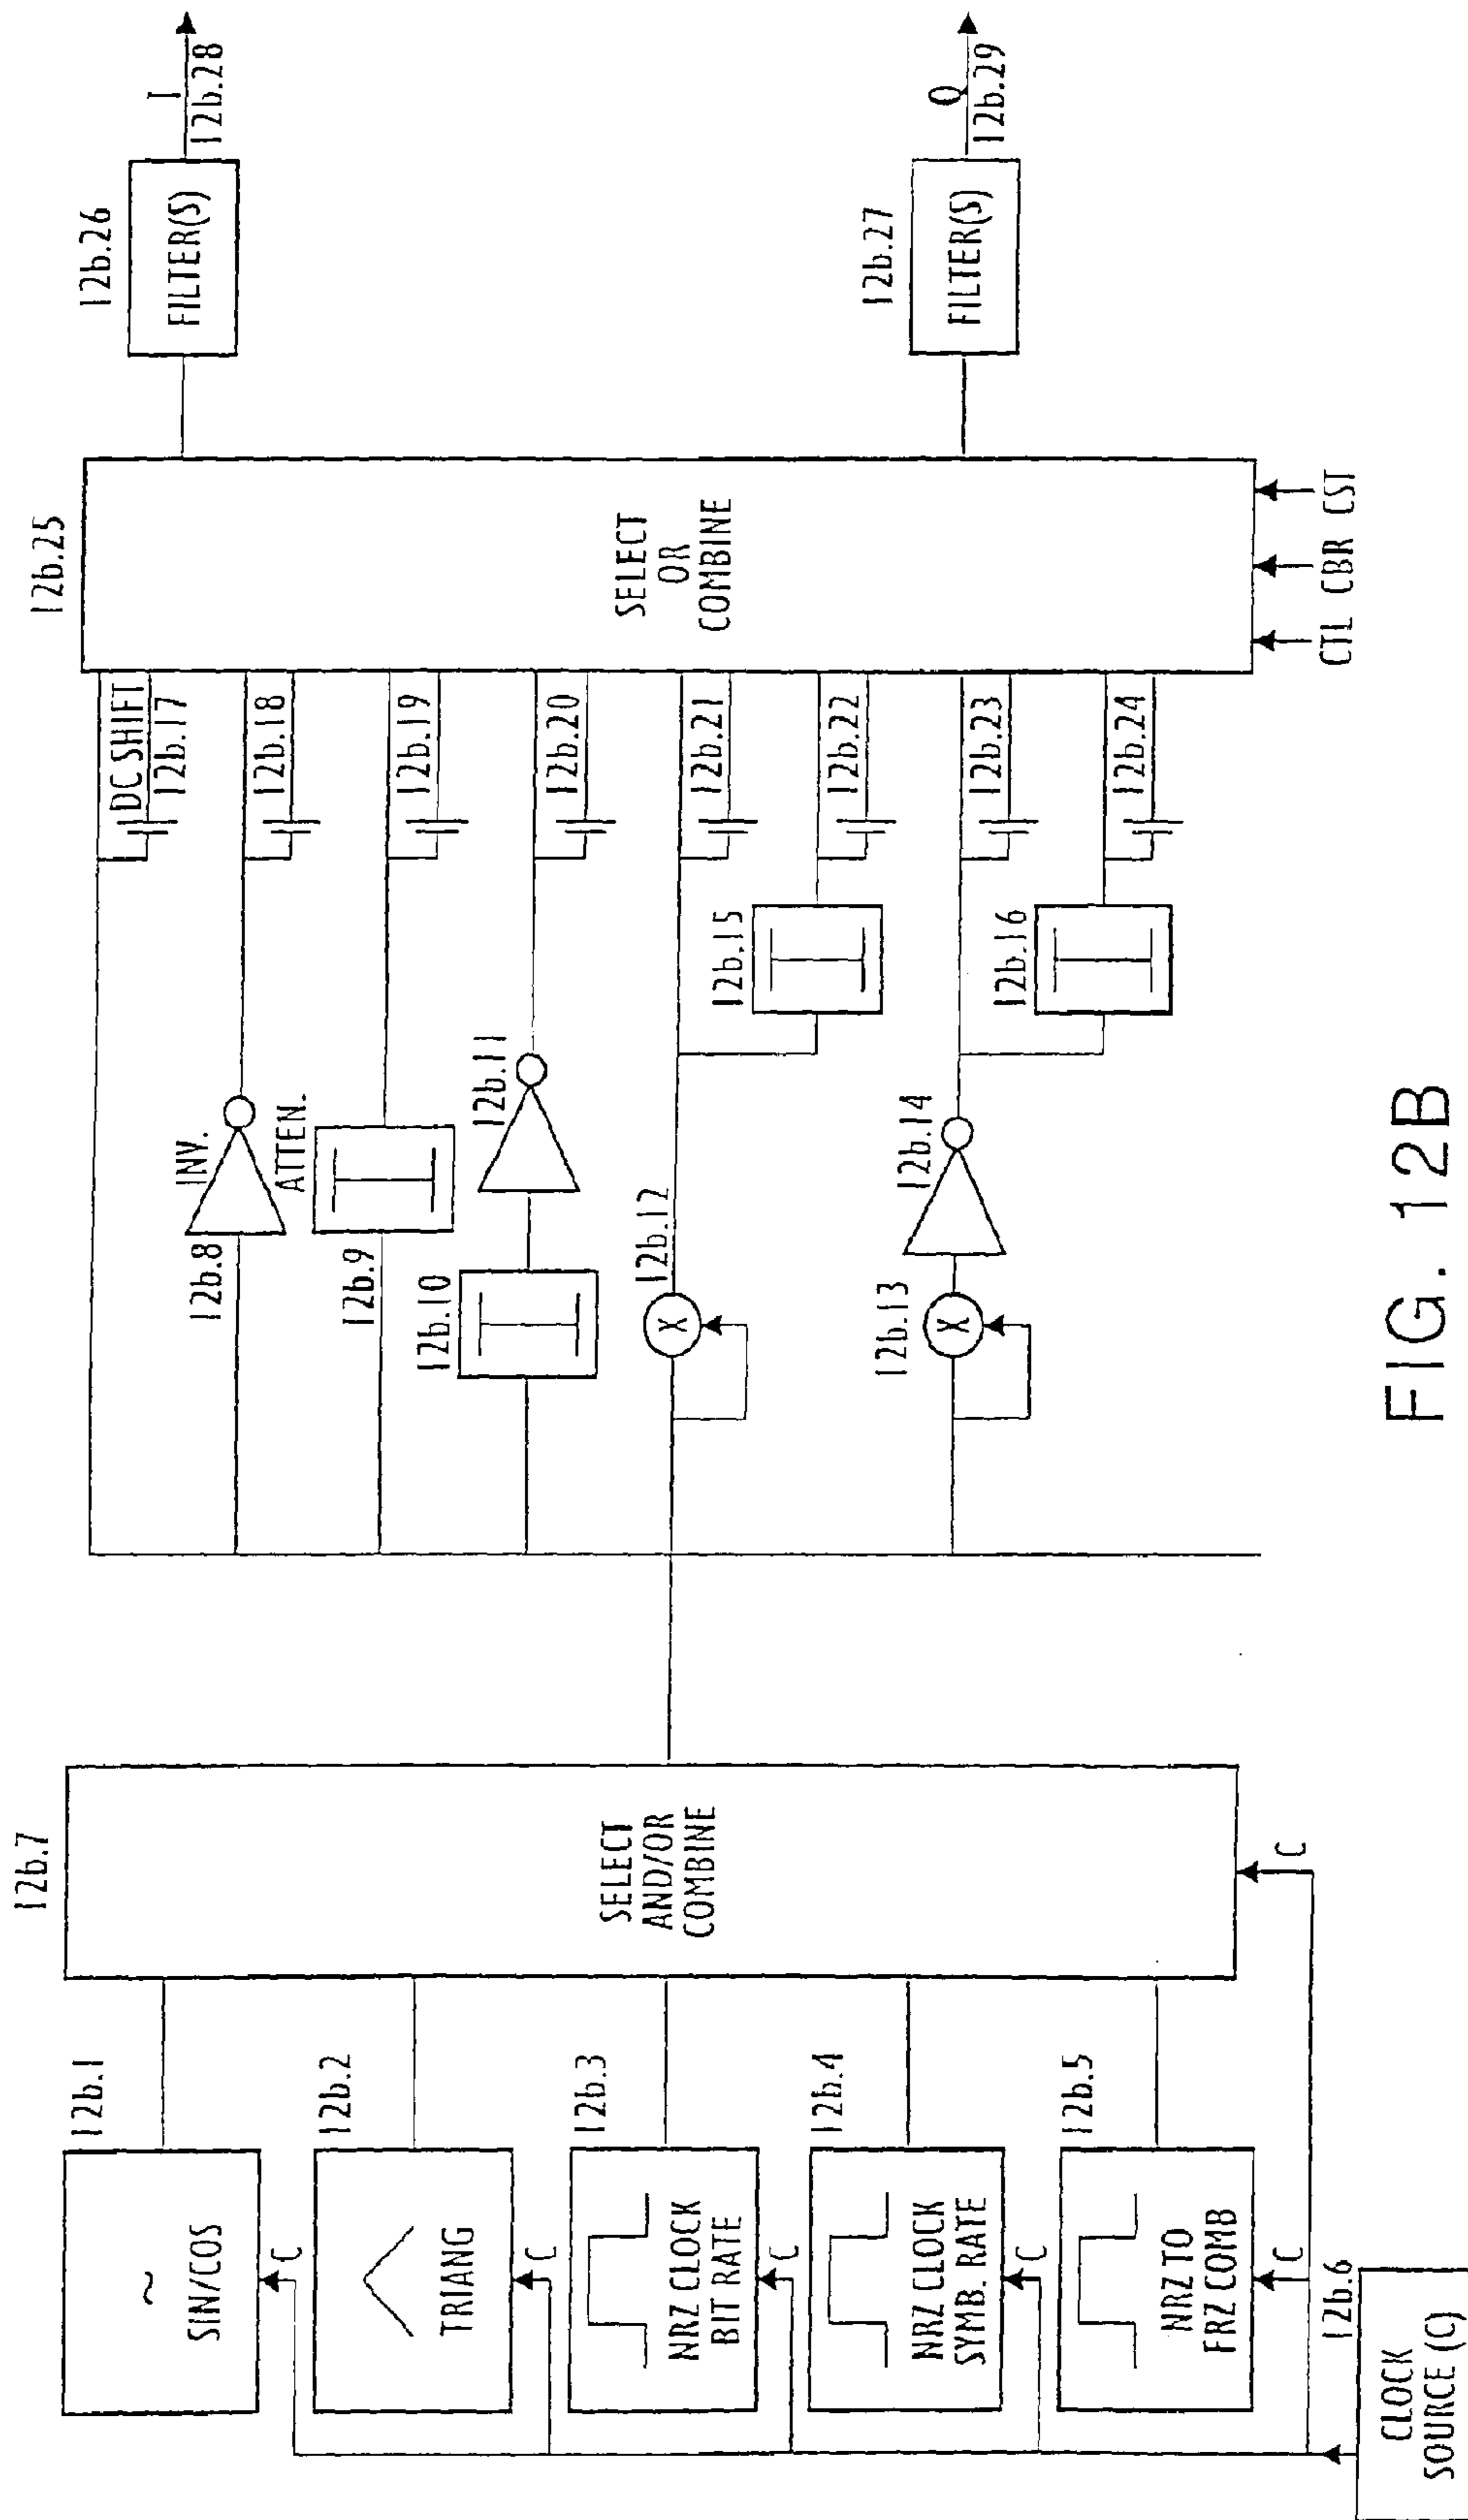 12b.1
~
SIN/COS
C
12b.2
TRIANG
C
12b.3
NRZ CLOCK
BIT RATE
C
12b.4
NRZ CLOCK
SYMB. RATE
C
12b.5
NRZ TO
FRZ COMB
C
12b.6
CLOCK
SOURCE (C)
12b.7
SELECT
AND/OR
COMBINE
C
12b.8
INV.
12b.9
ATTEN.
12b.10
12b.11
12b.12
X
12b.13
X
12b.14
12b.15
12b.16
DC SHIFT
12b.17
12b.18
12b.19
12b.20
12b.21
12b.22
12b.23
12b.24
12b.25
SELECT
OR
COMBINE
CTL CBR CST
12b.26
FILTER(S)
I
12b.28
12b.27
FILTER(S)
Q
12b.29
FIG. 12B